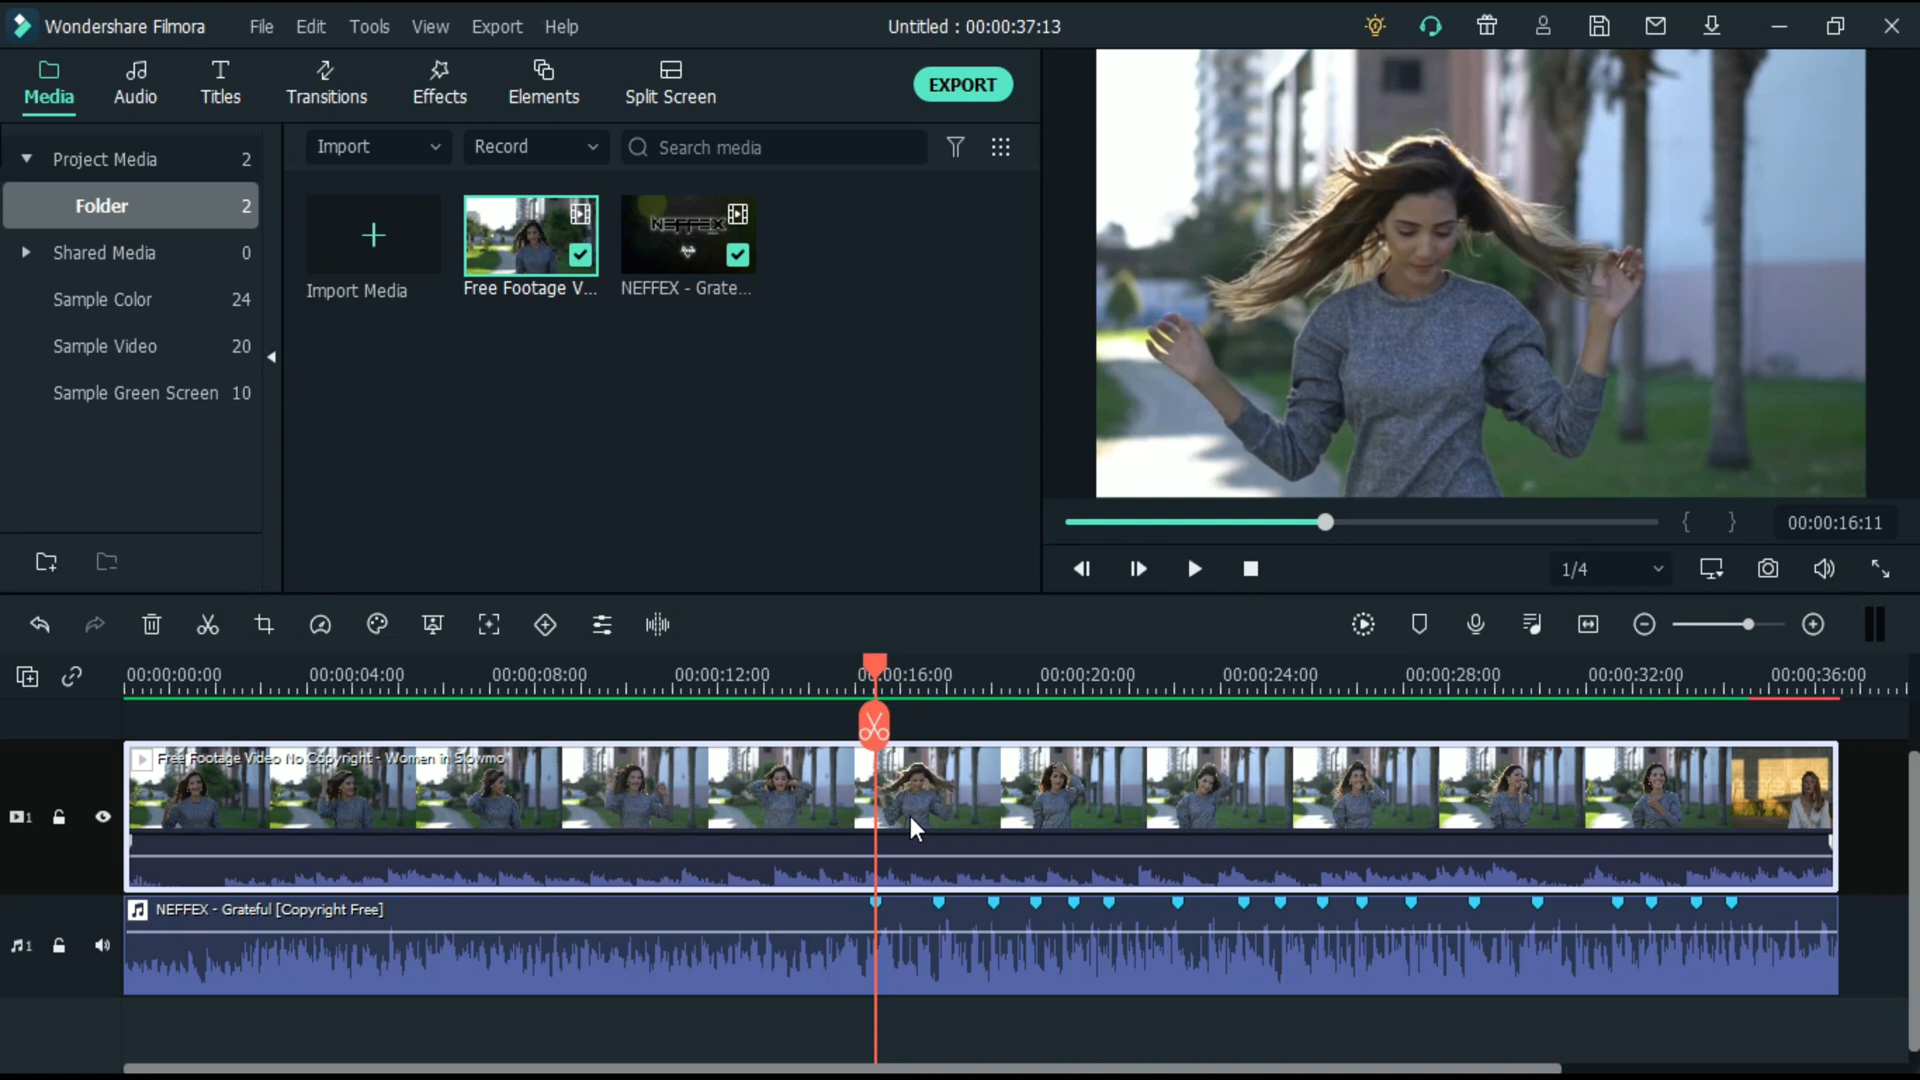 Wondershare Filmora
File Edit Tools View Export Help
Untitled : 00:00:37:13
Media Audio Titles Transitions Effects Elements Split Screen
EXPORT
Import Record Search media
Project Media 2
Folder 2
Shared Media 0
Sample Color 24
Sample Video 20
Sample Green Screen 10
NEFFEX
Import Media Free Footage V... NEFFEX - Grate...
00:00:16:11
1/4
00:00:00:00 00:00:04:00 00:00:08:00 00:00:12:00 00:00:16:00 00:00:20:00 00:00:24:00 00:00:28:00 00:00:32:00 00:00:36:00
Free Footage Video No Copyright - Women in Slowmo
1
NEFFEX - Grateful [Copyright Free]
1